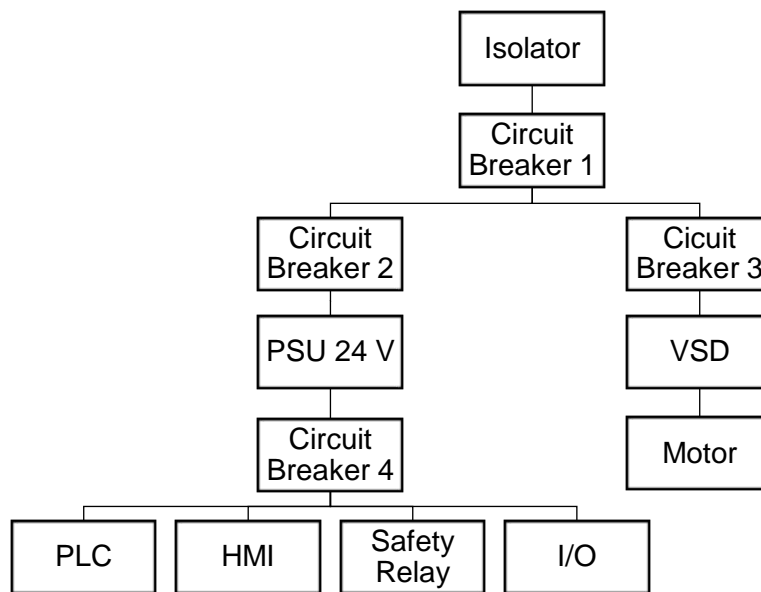 Isolator
Circuit
Breaker 1
Circuit
Breaker 2
Cicuit
Breaker 3
PSU 24 V
VSD
Circuit
Breaker 4
Motor
PLC
HMI
Safety
Relay
I/O